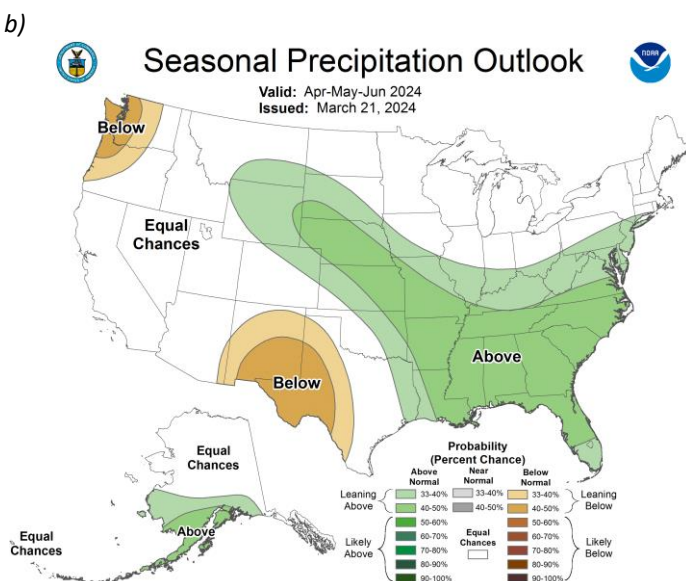 b)
Seasonal Precipitation Outlook
NOAA
Valid: Apr-May-Jun 2024
Issued: March 21, 2024
Below
Equal
Chances
Above
Below
Equal
Chances
Above
Equal
Chances
Probability
(Percent Chance)
Above Normal
Near Normal
Below Normal
Leaning Above
33-40%
33-40%
33-40%
Leaning Below
40-50%
40-50%
40-50%
Likely Above
50-60%
50-60%
Likely Below
60-70%
60-70%
70-80%
Equal Chances
70-80%
80-90%
80-90%
90-100%
90-100%